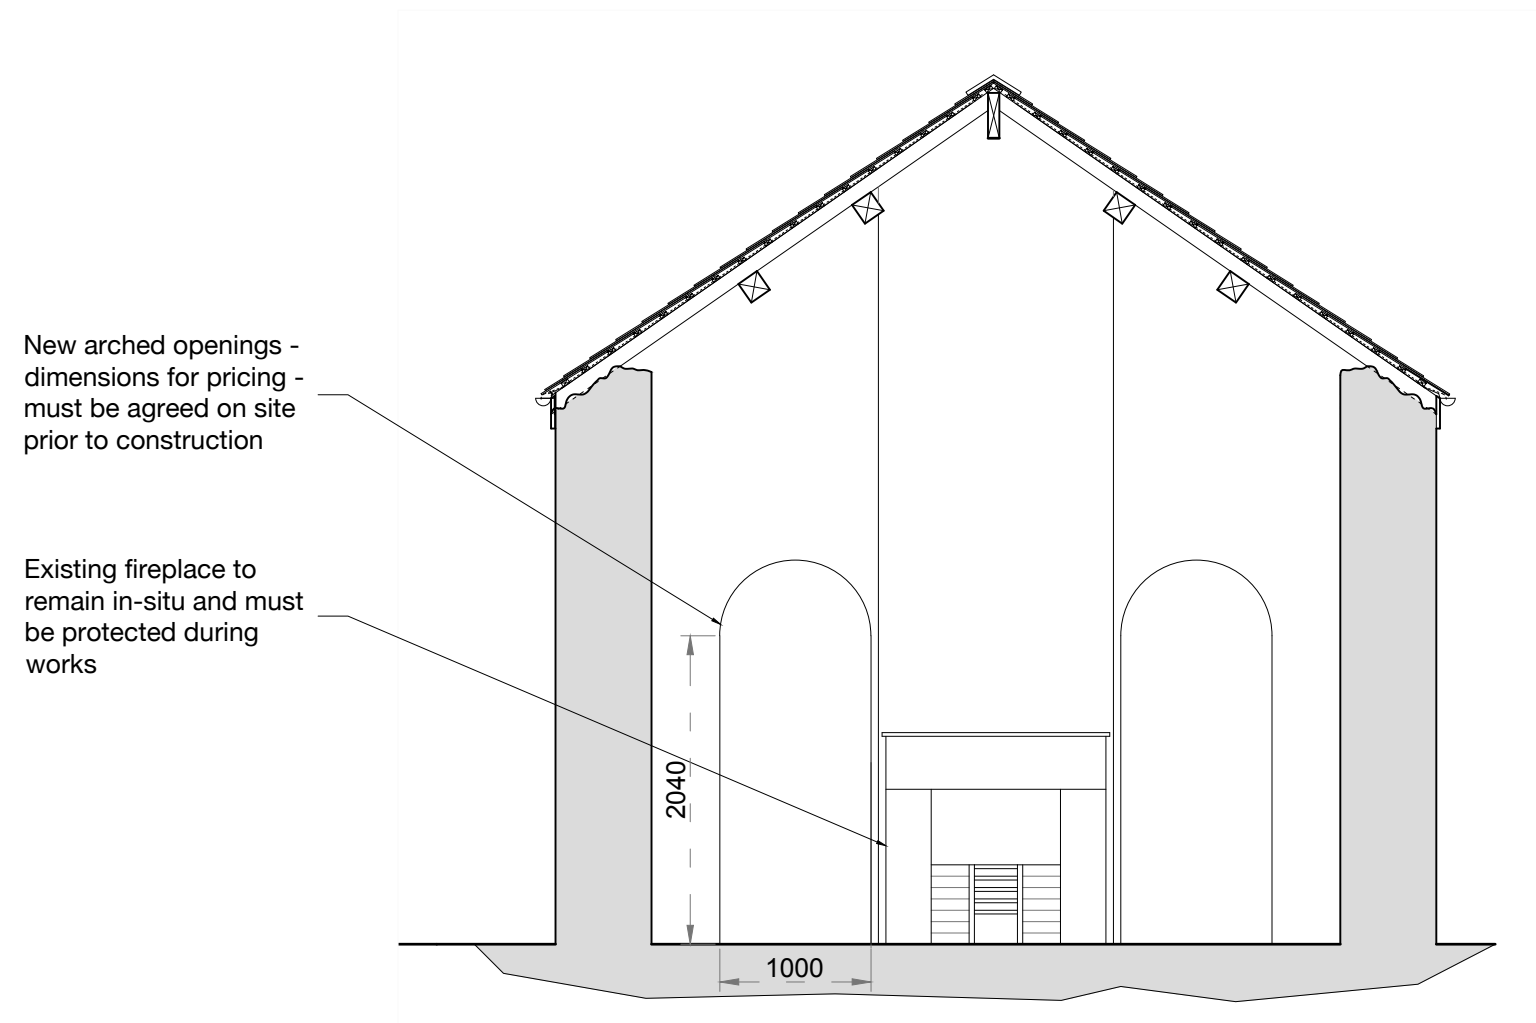 New arched openings -
dimensions for pricing -
must be agreed on site
prior to construction
Existing fireplace to
remain in-situ and must
be protected during
works
2040
1000